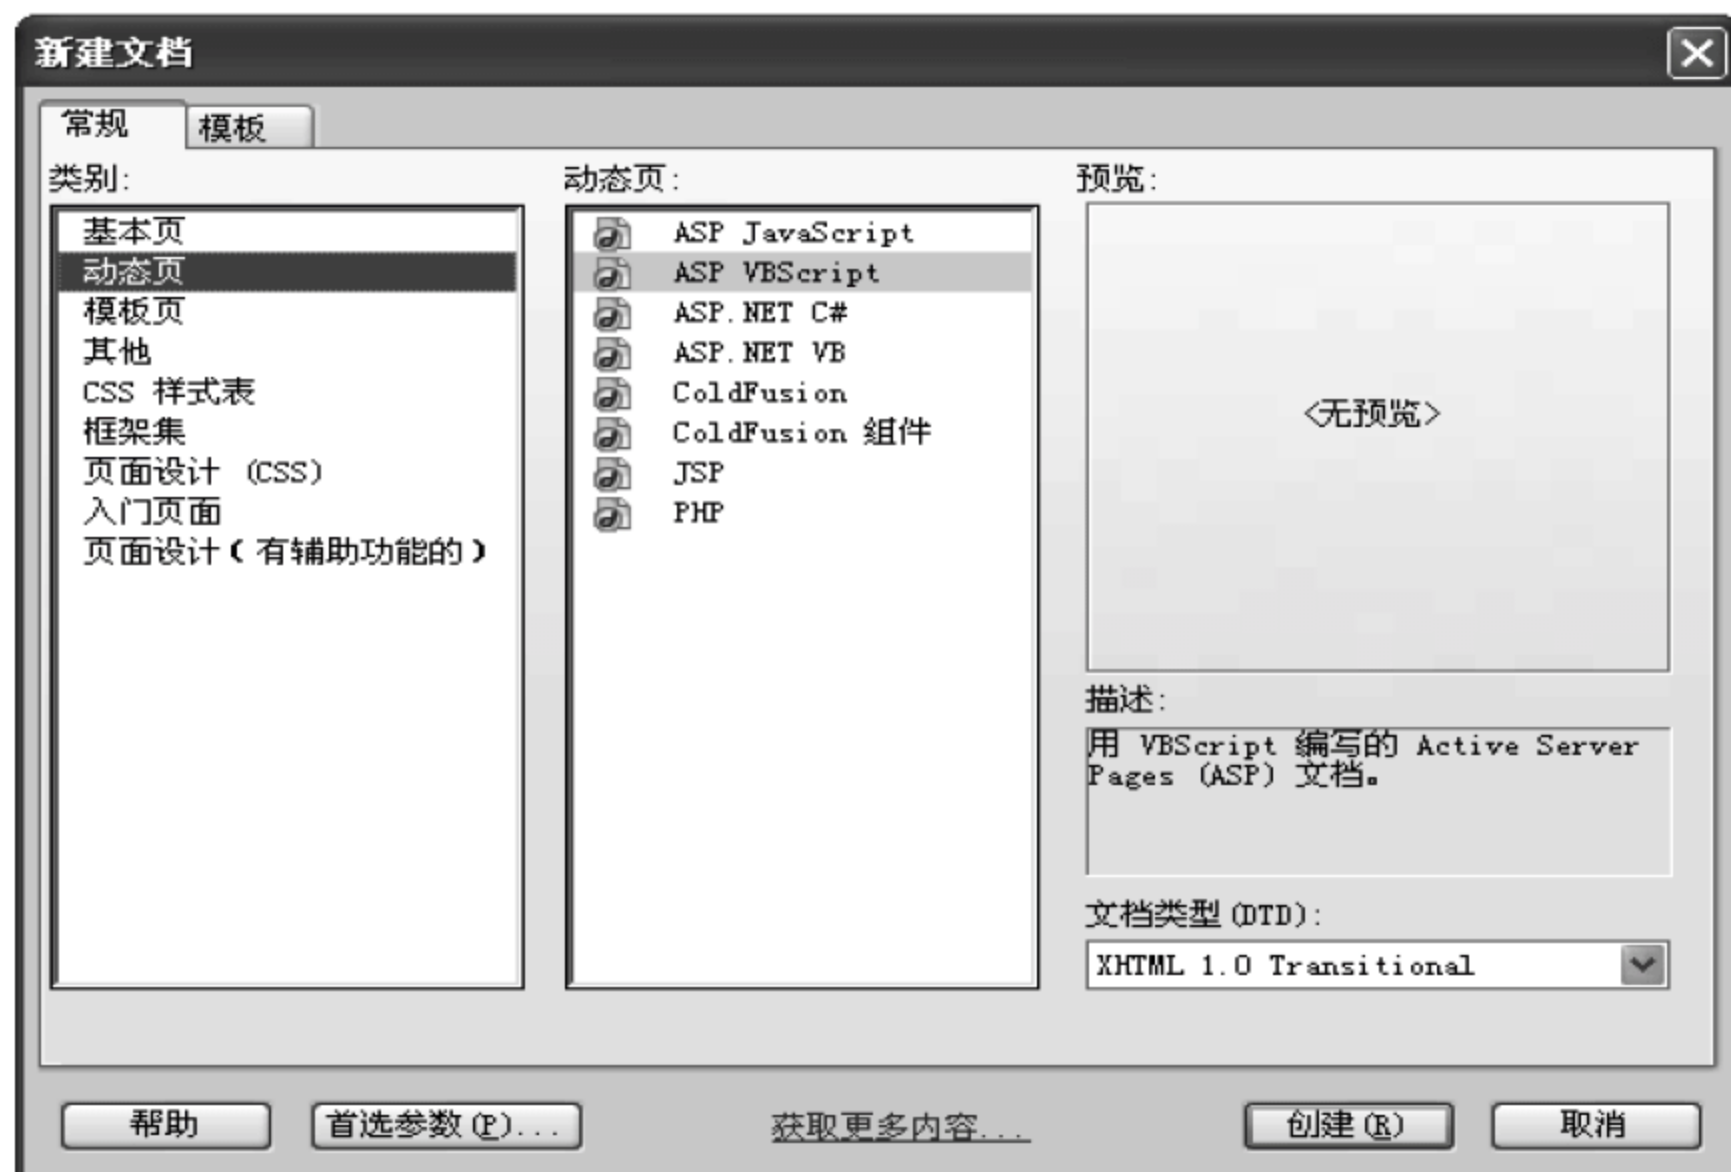 新建文档
常规
模板
类别:
基本页
动态页
模板页
其他
CSS 样式表
框架集
页面设计 (CSS)
入门页面
页面设计(有辅助功能的)
动态页:
ASP JavaScript
ASP VBScript
ASP.NET C#
ASP.NET VB
ColdFusion
ColdFusion 组件
JSP
PHP
预览:
<无预览>
描述:
用 VBScript 编写的 Active Server
Pages (ASP) 文档。
文档类型(DTD):
XHTML 1.0 Transitional
帮助
首选参数(P)...
获取更多内容...
创建(R)
取消